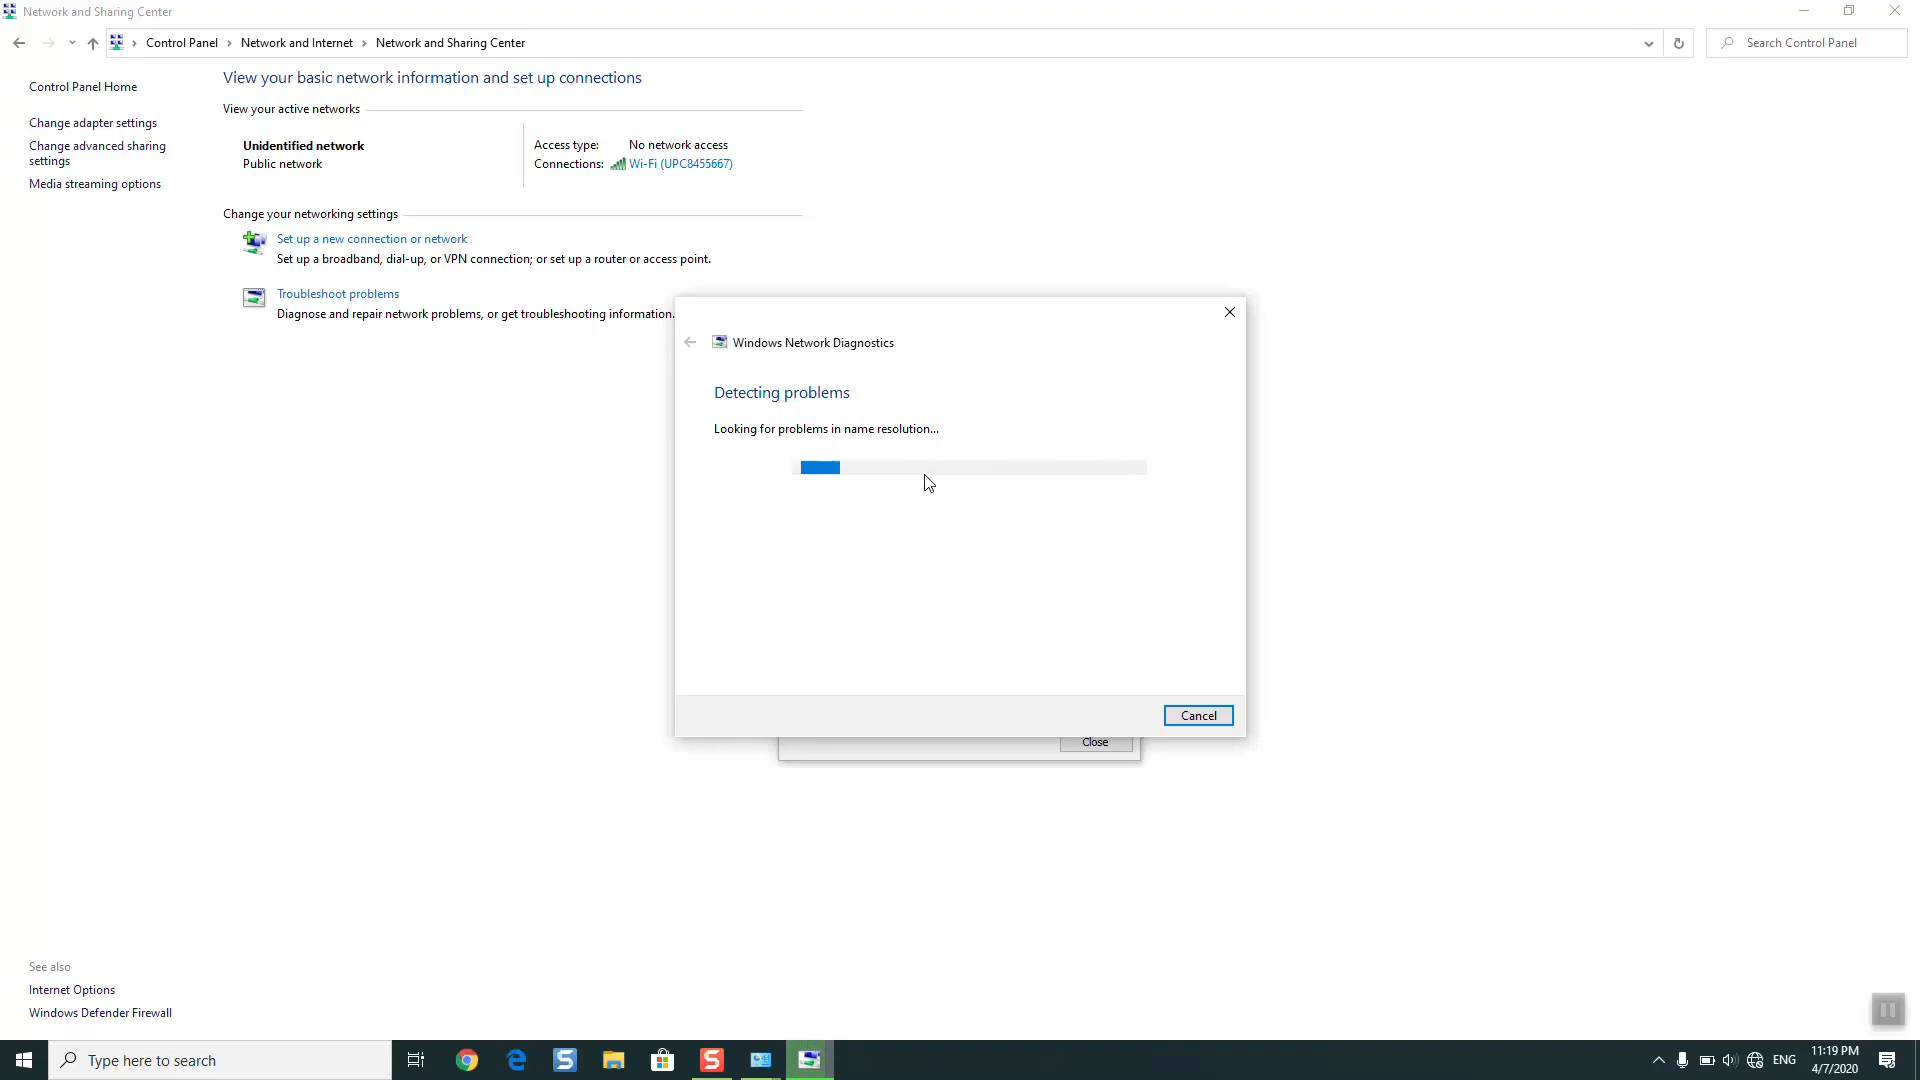 Network and Sharing Center
Control Panel
Network and Internet
Network and Sharing Center
Search Control Panel
Control Panel Home
Change adapter settings
Change advanced sharing
settings
Media streaming options
View your basic network information and set up connections
View your active networks
Unidentified network
Public network
Access type: No network access
Connections: Wi-Fi (UPC8455667)
Change your networking settings
Set up a new connection or network
Set up a broadband, dial-up, or VPN connection; or set up a router or access point.
Troubleshoot problems
Diagnose and repair network problems, or get troubleshooting information.
Windows Network Diagnostics
Detecting problems
Looking for problems in name resolution...
Cancel
Close
See also
Internet Options
Windows Defender Firewall
Type here to search
ENG
11:19 PM
4/7/2020